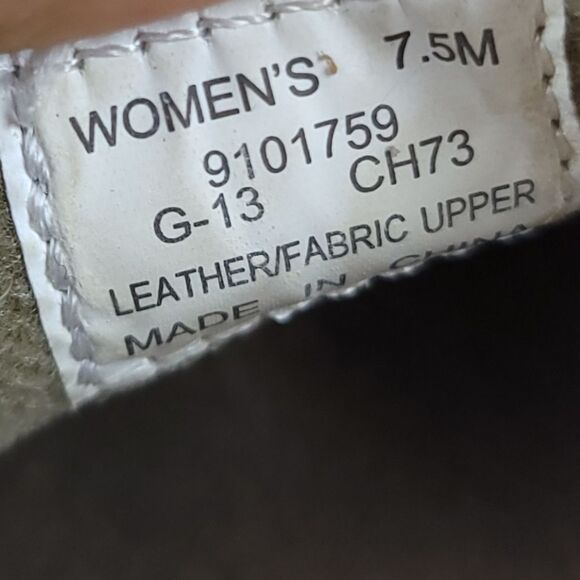 WOMEN'S 7.5M
9101759
G-13 CH73
LEATHER/FABRIC UPPER
MADE IN CHINA